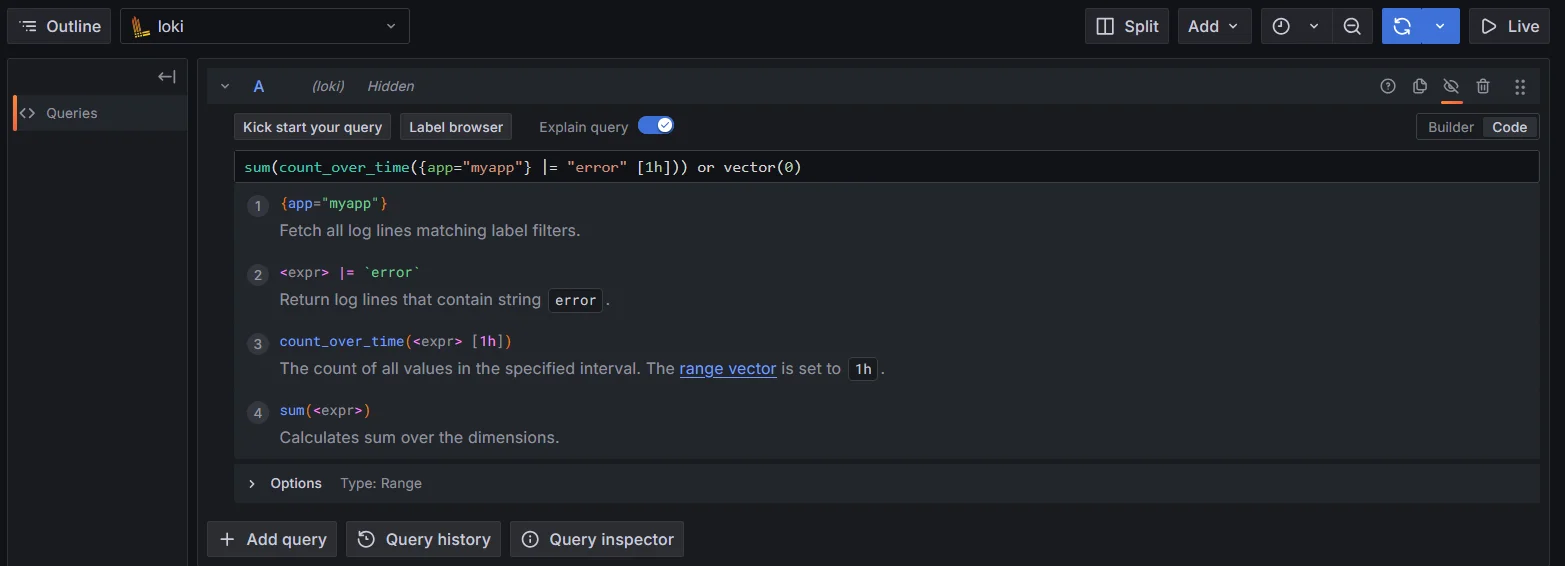 Outline
loki
Split
Add
Live
Queries
A (loki) Hidden
Kick start your query
Label browser
Explain query
Builder
Code
sum(count_over_time({app="myapp"} |= "error" [1h])) or vector(0)
1 {app="myapp"}
Fetch all log lines matching label filters.
2 <expr> |= `error`
Return log lines that contain string error.
3 count_over_time(<expr> [1h])
The count of all values in the specified interval. The range vector is set to 1h.
4 sum(<expr>)
Calculates sum over the dimensions.
Options Type: Range
Add query
Query history
Query inspector